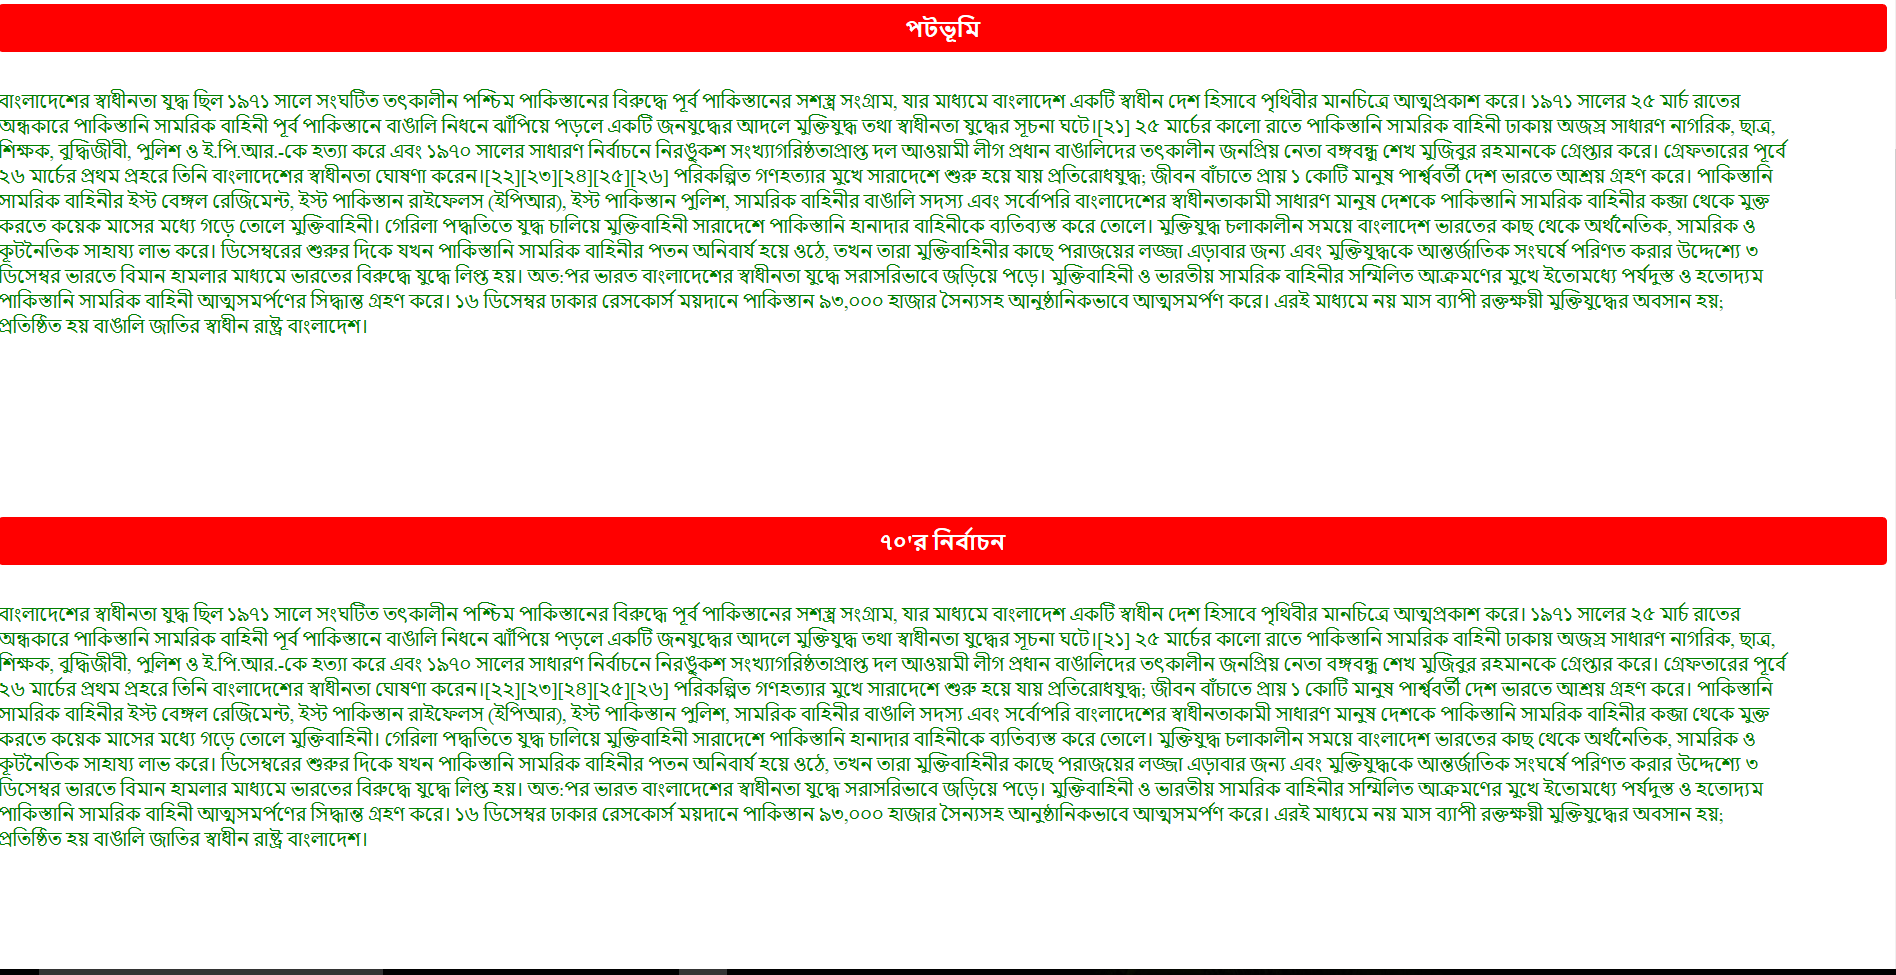 পটভূমি
বাংলাদেশের স্বাধীনতা যুদ্ধ ছিল ১৯৭১ সালে সংঘটিত তৎকালীন পশ্চিম পাকিস্তানের বিরুদ্ধে পূর্ব পাকিস্তানের সশস্ত্র সংগ্রাম, যার মাধ্যমে বাংলাদেশ একটি স্বাধীন দেশ হিসাবে পৃথিবীর মানচিত্রে আত্মপ্রকাশ করে। ১৯৭১ সালের ২৫ মার্চ রাতের
অন্ধকারে পাকিস্তানি সামরিক বাহিনী পূর্ব পাকিস্তানে বাঙালি নিধনে ঝাঁপিয়ে পড়লে একটি জনযুদ্ধের আদলে মুক্তিযুদ্ধ তথা স্বাধীনতা যুদ্ধের সূচনা ঘটে।[২১] ২৫ মার্চের কালো রাতে পাকিস্তানি সামরিক বাহিনী ঢাকায় অজস্র সাধারণ নাগরিক, ছাত্র,
শিক্ষক, বুদ্ধিজীবী, পুলিশ ও ই.পি.আর.-কে হত্যা করে এবং ১৯৭০ সালের সাধারণ নির্বাচনে নিরঙ্কুশ সংখ্যাগরিষ্ঠতাপ্রাপ্ত দল আওয়ামী লীগ প্রধান বাঙালিদের তৎকালীন জনপ্রিয় নেতা বঙ্গবন্ধু শেখ মুজিবুর রহমানকে গ্রেপ্তার করে। গ্রেফতারের পূর্বে
২৬ মার্চের প্রথম প্রহরে তিনি বাংলাদেশের স্বাধীনতা ঘোষণা করেন।[২২][২৩][২৪][২৫][২৬] পরিকল্পিত গণহত্যার মুখে সারাদেশে শুরু হয়ে যায় প্রতিরোধযুদ্ধ; জীবন বাঁচাতে প্রায় ১ কোটি মানুষ পার্শ্ববর্তী দেশ ভারতে আশ্রয় গ্রহণ করে। পাকিস্তানি
সামরিক বাহিনীর ইস্ট বেঙ্গল রেজিমেন্ট, ইস্ট পাকিস্তান রাইফেলস (ইপিআর), ইস্ট পাকিস্তান পুলিশ, সামরিক বাহিনীর বাঙালি সদস্য এবং সর্বোপরি বাংলাদেশের স্বাধীনতাকামী সাধারণ মানুষ দেশকে পাকিস্তানি সামরিক বাহিনীর কব্জা থেকে মুক্ত
করতে কয়েক মাসের মধ্যে গড়ে তোলে মুক্তিবাহিনী। গেরিলা পদ্ধতিতে যুদ্ধ চালিয়ে মুক্তিবাহিনী সারাদেশে পাকিস্তানি হানাদার বাহিনীকে ব্যতিব্যস্ত করে তোলে। মুক্তিযুদ্ধ চলাকালীন সময়ে বাংলাদেশ ভারতের কাছ থেকে অর্থনৈতিক, সামরিক ও
কূটনৈতিক সাহায্য লাভ করে। ডিসেম্বরের শুরুর দিকে যখন পাকিস্তানি সামরিক বাহিনীর পতন অনিবার্য হয়ে ওঠে, তখন তারা মুক্তিবাহিনীর কাছে পরাজয়ের লজ্জা এড়াবার জন্য এবং মুক্তিযুদ্ধকে আন্তর্জাতিক সংঘর্ষে পরিণত করার উদ্দেশ্যে ৩
ডিসেম্বর ভারতে বিমান হামলার মাধ্যমে ভারতের বিরুদ্ধে যুদ্ধে লিপ্ত হয়। অত:পর ভারত বাংলাদেশের স্বাধীনতা যুদ্ধে সরাসরিভাবে জড়িয়ে পড়ে। মুক্তিবাহিনী ও ভারতীয় সামরিক বাহিনীর সম্মিলিত আক্রমণের মুখে ইতোমধ্যে পর্যদুস্ত ও হতোদ্যম
পাকিস্তানি সামরিক বাহিনী আত্মসমর্পণের সিদ্ধান্ত গ্রহণ করে। ১৬ ডিসেম্বর ঢাকার রেসকোর্স ময়দানে পাকিস্তান ৯৩,০০০ হাজার সৈন্যসহ আনুষ্ঠানিকভাবে আত্মসমর্পণ করে। এরই মাধ্যমে নয় মাস ব্যাপী রক্তক্ষয়ী মুক্তিযুদ্ধের অবসান হয়;
প্রতিষ্ঠিত হয় বাঙালি জাতির স্বাধীন রাষ্ট্র বাংলাদেশ।
৭০'র নির্বাচন
বাংলাদেশের স্বাধীনতা যুদ্ধ ছিল ১৯৭১ সালে সংঘটিত তৎকালীন পশ্চিম পাকিস্তানের বিরুদ্ধে পূর্ব পাকিস্তানের সশস্ত্র সংগ্রাম, যার মাধ্যমে বাংলাদেশ একটি স্বাধীন দেশ হিসাবে পৃথিবীর মানচিত্রে আত্মপ্রকাশ করে। ১৯৭১ সালের ২৫ মার্চ রাতের
অন্ধকারে পাকিস্তানি সামরিক বাহিনী পূর্ব পাকিস্তানে বাঙালি নিধনে ঝাঁপিয়ে পড়লে একটি জনযুদ্ধের আদলে মুক্তিযুদ্ধ তথা স্বাধীনতা যুদ্ধের সূচনা ঘটে।[২১] ২৫ মার্চের কালো রাতে পাকিস্তানি সামরিক বাহিনী ঢাকায় অজস্র সাধারণ নাগরিক, ছাত্র,
শিক্ষক, বুদ্ধিজীবী, পুলিশ ও ই.পি.আর.-কে হত্যা করে এবং ১৯৭০ সালের সাধারণ নির্বাচনে নিরঙ্কুশ সংখ্যাগরিষ্ঠতাপ্রাপ্ত দল আওয়ামী লীগ প্রধান বাঙালিদের তৎকালীন জনপ্রিয় নেতা বঙ্গবন্ধু শেখ মুজিবুর রহমানকে গ্রেপ্তার করে। গ্রেফতারের পূর্বে
২৬ মার্চের প্রথম প্রহরে তিনি বাংলাদেশের স্বাধীনতা ঘোষণা করেন।[২২][২৩][২৪][২৫][২৬] পরিকল্পিত গণহত্যার মুখে সারাদেশে শুরু হয়ে যায় প্রতিরোধযুদ্ধ; জীবন বাঁচাতে প্রায় ১ কোটি মানুষ পার্শ্ববর্তী দেশ ভারতে আশ্রয় গ্রহণ করে। পাকিস্তানি
সামরিক বাহিনীর ইস্ট বেঙ্গল রেজিমেন্ট, ইস্ট পাকিস্তান রাইফেলস (ইপিআর), ইস্ট পাকিস্তান পুলিশ, সামরিক বাহিনীর বাঙালি সদস্য এবং সর্বোপরি বাংলাদেশের স্বাধীনতাকামী সাধারণ মানুষ দেশকে পাকিস্তানি সামরিক বাহিনীর কব্জা থেকে মুক্ত
করতে কয়েক মাসের মধ্যে গড়ে তোলে মুক্তিবাহিনী। গেরিলা পদ্ধতিতে যুদ্ধ চালিয়ে মুক্তিবাহিনী সারাদেশে পাকিস্তানি হানাদার বাহিনীকে ব্যতিব্যস্ত করে তোলে। মুক্তিযুদ্ধ চলাকালীন সময়ে বাংলাদেশ ভারতের কাছ থেকে অর্থনৈতিক, সামরিক ও
কূটনৈতিক সাহায্য লাভ করে। ডিসেম্বরের শুরুর দিকে যখন পাকিস্তানি সামরিক বাহিনীর পতন অনিবার্য হয়ে ওঠে, তখন তারা মুক্তিবাহিনীর কাছে পরাজয়ের লজ্জা এড়াবার জন্য এবং মুক্তিযুদ্ধকে আন্তর্জাতিক সংঘর্ষে পরিণত করার উদ্দেশ্যে ৩
ডিসেম্বর ভারতে বিমান হামলার মাধ্যমে ভারতের বিরুদ্ধে যুদ্ধে লিপ্ত হয়। অত:পর ভারত বাংলাদেশের স্বাধীনতা যুদ্ধে সরাসরিভাবে জড়িয়ে পড়ে। মুক্তিবাহিনী ও ভারতীয় সামরিক বাহিনীর সম্মিলিত আক্রমণের মুখে ইতোমধ্যে পর্যদুস্ত ও হতোদ্যম
পাকিস্তানি সামরিক বাহিনী আত্মসমর্পণের সিদ্ধান্ত গ্রহণ করে। ১৬ ডিসেম্বর ঢাকার রেসকোর্স ময়দানে পাকিস্তান ৯৩,০০০ হাজার সৈন্যসহ আনুষ্ঠানিকভাবে আত্মসমর্পণ করে। এরই মাধ্যমে নয় মাস ব্যাপী রক্তক্ষয়ী মুক্তিযুদ্ধের অবসান হয়;
প্রতিষ্ঠিত হয় বাঙালি জাতির স্বাধীন রাষ্ট্র বাংলাদেশ।